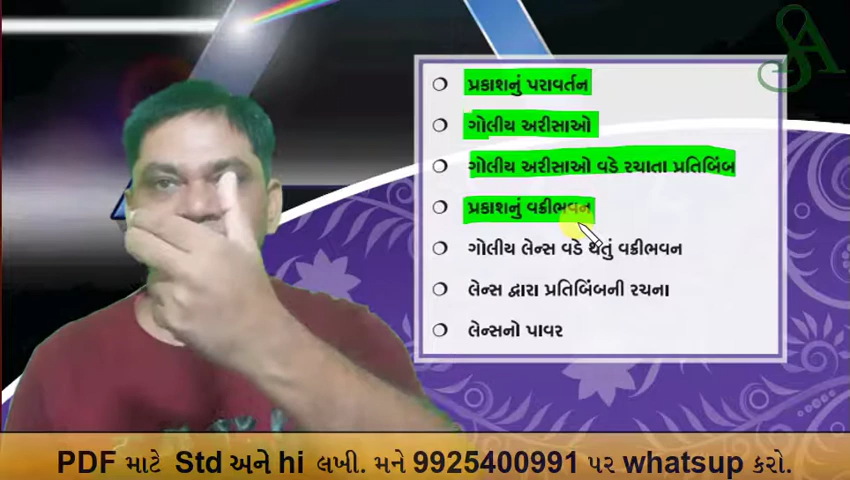 પ્રકાશનું પરાવર્તન
ગોલીય અરીસાઓ
ગોલીય અરીસાઓ વડે રચાતા પ્રતિબિંબ
પ્રકાશનું વક્રીભવન
ગોલીય લેન્સ વડે થતું વક્રીભવન
લેન્સ દ્વારા પ્રતિબિંબની રચના
લેન્સનો પાવર
PDF માટે Std અને hi લખી. મને 9925400991 પર whatsup કરો.